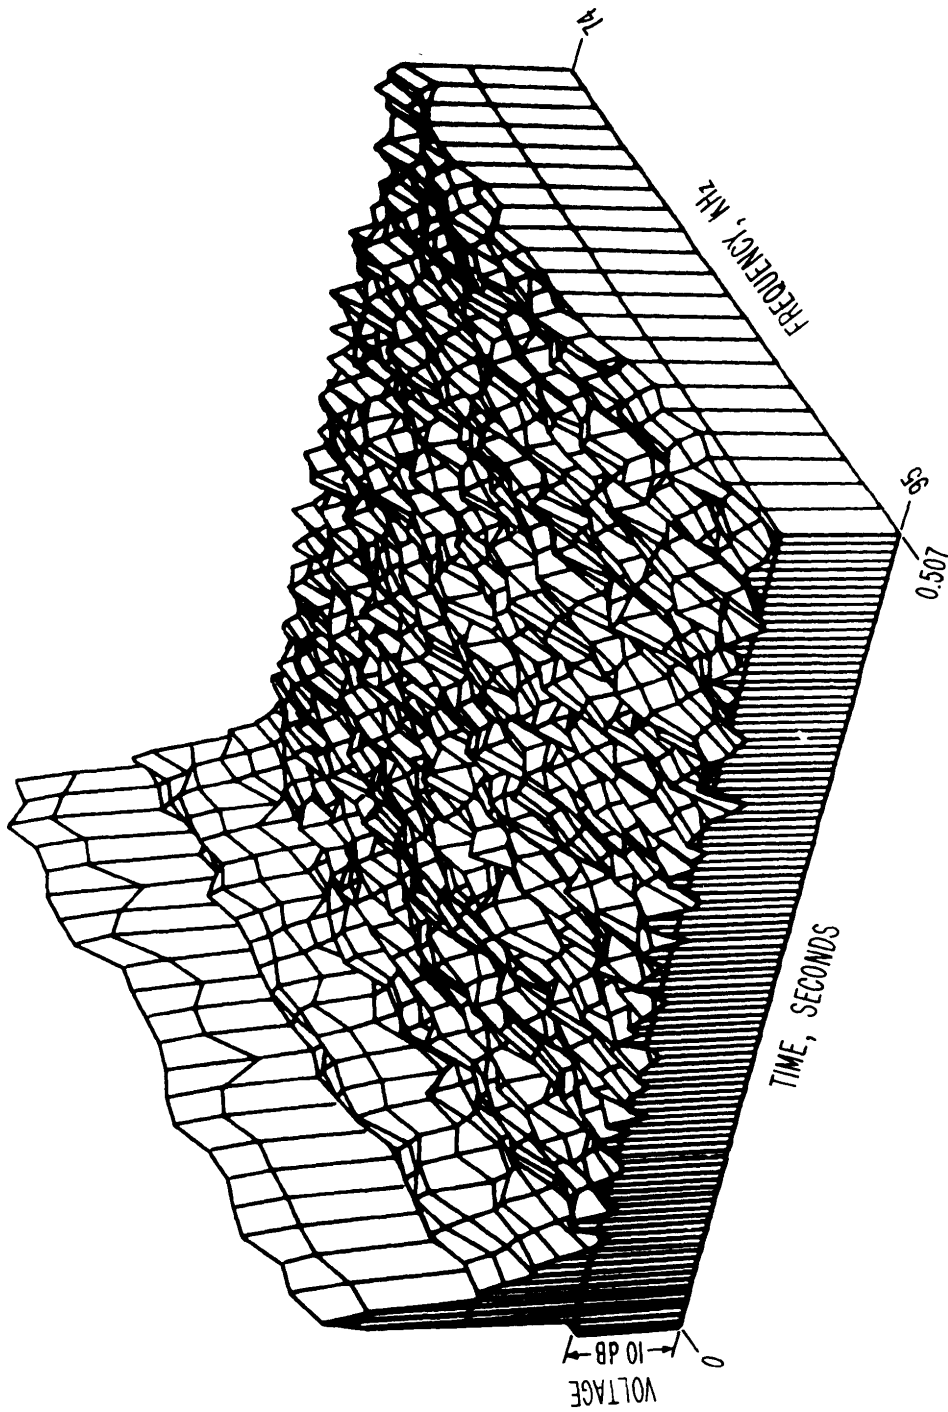 VOLTAGE
10 dB
0
TIME, SECONDS
0.507
95
FREQUENCY, KHz
74